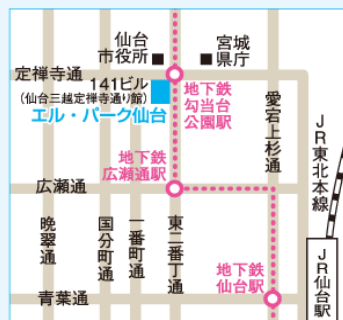 仙台
市役所
宮城
県庁
定禅寺通
141ビル
(仙台三越定禅寺通り館)
エル・パーク仙台
地下鉄
勾当台
公園駅
愛宕上杉通
JR東北本線
地下鉄
広瀬通駅
広瀬通
晩翠通
国分町通
一番町通
東二番丁通
地下鉄
仙台駅
JR仙台駅
青葉通